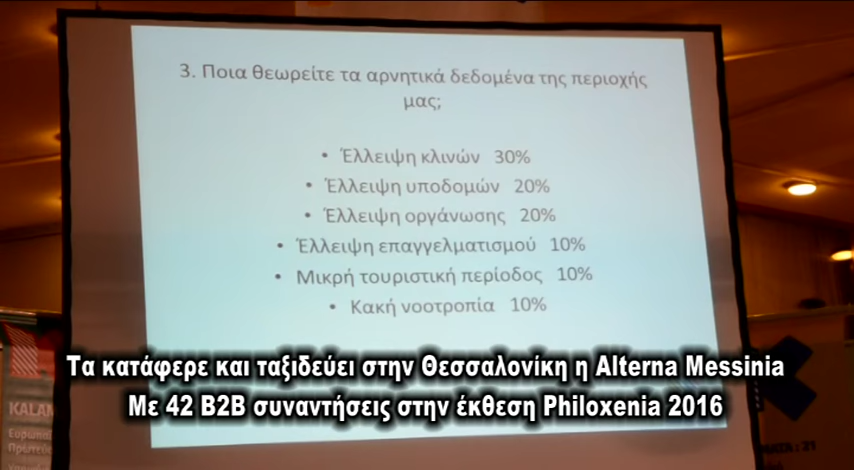 3. Ποια θεωρείτε τα αρνητικά δεδομένα της περιοχής
μας;
• Έλλειψη κλινών 30%
• Έλλειψη υποδομών 20%
• Έλλειψη οργάνωσης 20%
• Έλλειψη επαγγελματισμού 10%
• Μικρή τουριστική περίοδος 10%
• Κακή νοοτροπία 10%
Τα κατάφερε και ταξιδεύει στην Θεσσαλονίκη η Alterna Messinia
Με 42 B2B συναντήσεις στην έκθεση Philoxenia 2016